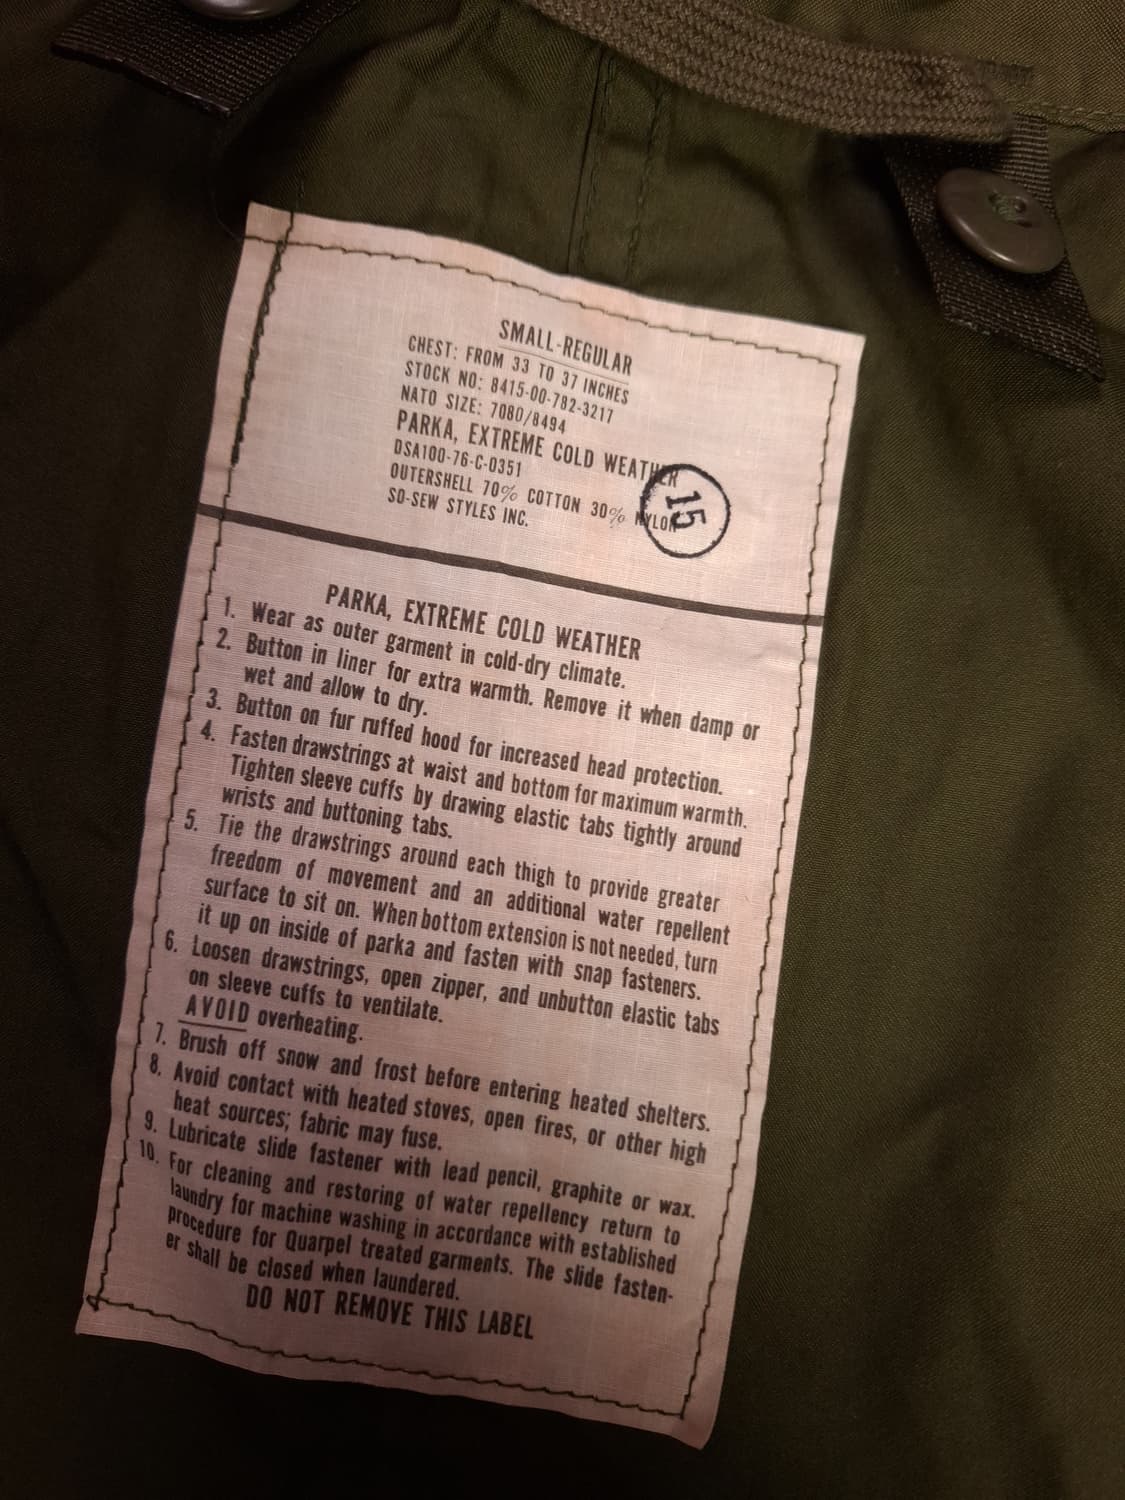 SMALL-REGULAR
CHEST: FROM 33 TO 37 INCHES
STOCK NO: 8415-00-782-3217
NATO SIZE: 7080/8494
PARKA, EXTREME COLD WEATHER
DSA100-76-C-0351
OUTERSHELL 70% COTTON 30% NYLON
SO-SEW STYLES INC.
15
PARKA, EXTREME COLD WEATHER
1. Wear as outer garment in cold-dry climate.
2. Button in liner for extra warmth. Remove it when damp or
wet and allow to dry.
3. Button on fur ruffed hood for increased head protection.
4. Fasten drawstrings at waist and bottom for maximum warmth.
Tighten sleeve cuffs by drawing elastic tabs tightly around
wrists and buttoning tabs.
5. Tie the drawstrings around each thigh to provide greater
freedom of movement and an additional water repellent
surface to sit on. When bottom extension is not needed, turn
it up on inside of parka and fasten with snap fasteners.
6. Loosen drawstrings, open zipper, and unbutton elastic tabs
on sleeve cuffs to ventilate.
AVOID overheating.
7. Brush off snow and frost before entering heated shelters.
8. Avoid contact with heated stoves, open fires, or other high
heat sources; fabric may fuse.
9. Lubricate slide fastener with lead pencil, graphite or wax.
10. For cleaning and restoring of water repellency return to
laundry for machine washing in accordance with established
procedure for Quarpel treated garments. The slide fasten-
er shall be closed when laundered.
DO NOT REMOVE THIS LABEL